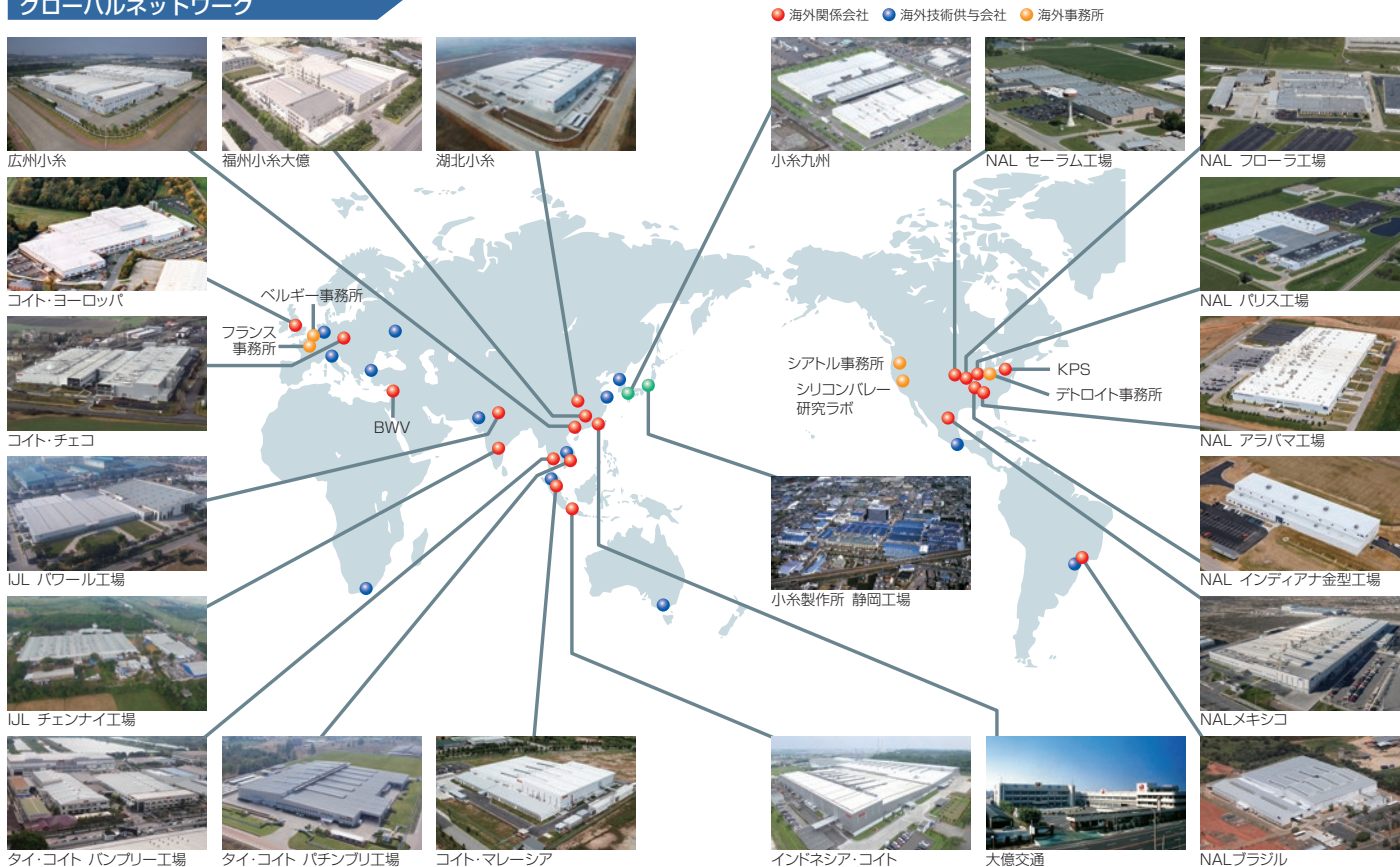 グローバルネットワーク
海外関係会社 海外技術供与会社 海外事務所
広州小糸
福州小糸大億
湖北小糸
小糸九州
NAL セーラム工場
NAL フローラ工場
コイト・ヨーロッパ
ベルギー事務所
フランス
事務所
NAL パリス工場
コイト・チェコ
BWV
シアトル事務所
シリコンバレー
研究ラボ
KPS
デトロイト事務所
NAL アラバマ工場
IJL バワール工場
小糸製作所 静岡工場
NAL インディアナ金型工場
IJL チェンナイ工場
NALメキシコ
タイ・コイト バンプリー工場
タイ・コイト パチンブリ工場
コイト・マレーシア
インドネシア・コイト
大億交通
NALブラジル